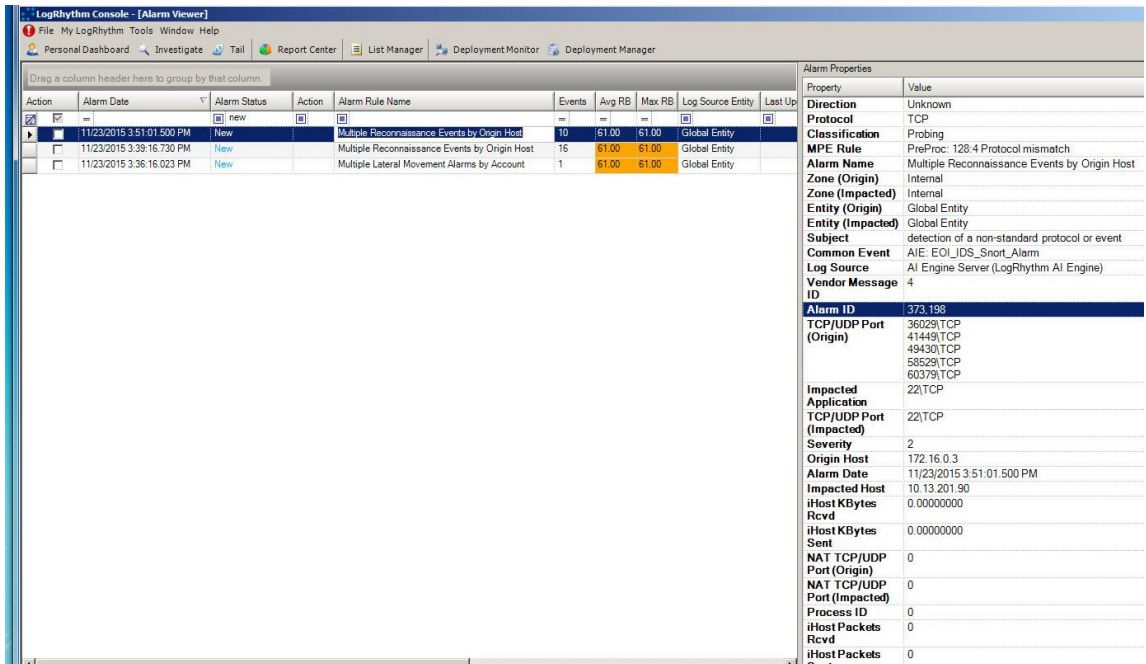 LogRhythm Console - [Alarm Viewer]
File My LogRhythm Tools Window Help
Personal Dashboard Investigate Tail Report Center List Manager Deployment Monitor Deployment Manager
Drag a column header here to group by that column.
Action Alarm Date Alarm Status Action Alarm Rule Name Events Avg RB Max RB Log Source Entity Last Up
= new = = =
11/23/2015 3:51:01.500 PM New Multiple Reconnaissance Events by Origin Host 10 61.00 61.00 Global Entity
11/23/2015 3:39:16.730 PM New Multiple Reconnaissance Events by Origin Host 16 61.00 61.00 Global Entity
11/23/2015 3:36:16.023 PM New Multiple Lateral Movement Alarms by Account 1 61.00 61.00 Global Entity
Alarm Properties
Property Value
Direction Unknown
Protocol TCP
Classification Probing
MPE Rule PreProc: 128:4 Protocol mismatch
Alarm Name Multiple Reconnaissance Events by Origin Host
Zone (Origin) Internal
Zone (Impacted) Internal
Entity (Origin) Global Entity
Entity (Impacted) Global Entity
Subject detection of a non-standard protocol or event
Common Event AIE: EOI_IDS_Snort_Alarm
Log Source AI Engine Server (LogRhythm AI Engine)
Vendor Message 4
ID
Alarm ID 373,198
TCP/UDP Port 36029\TCP
(Origin) 41449\TCP
49430\TCP
58529\TCP
60379\TCP
Impacted 22\TCP
Application
TCP/UDP Port 22\TCP
(Impacted)
Severity 2
Origin Host 172.16.0.3
Alarm Date 11/23/2015 3:51:01.500 PM
Impacted Host 10.13.201.90
iHost KBytes 0.00000000
Rcvd
iHost KBytes 0.00000000
Sent
NAT TCP/UDP 0
Port (Origin)
NAT TCP/UDP 0
Port (Impacted)
Process ID 0
iHost Packets 0
Rcvd
iHost Packets 0